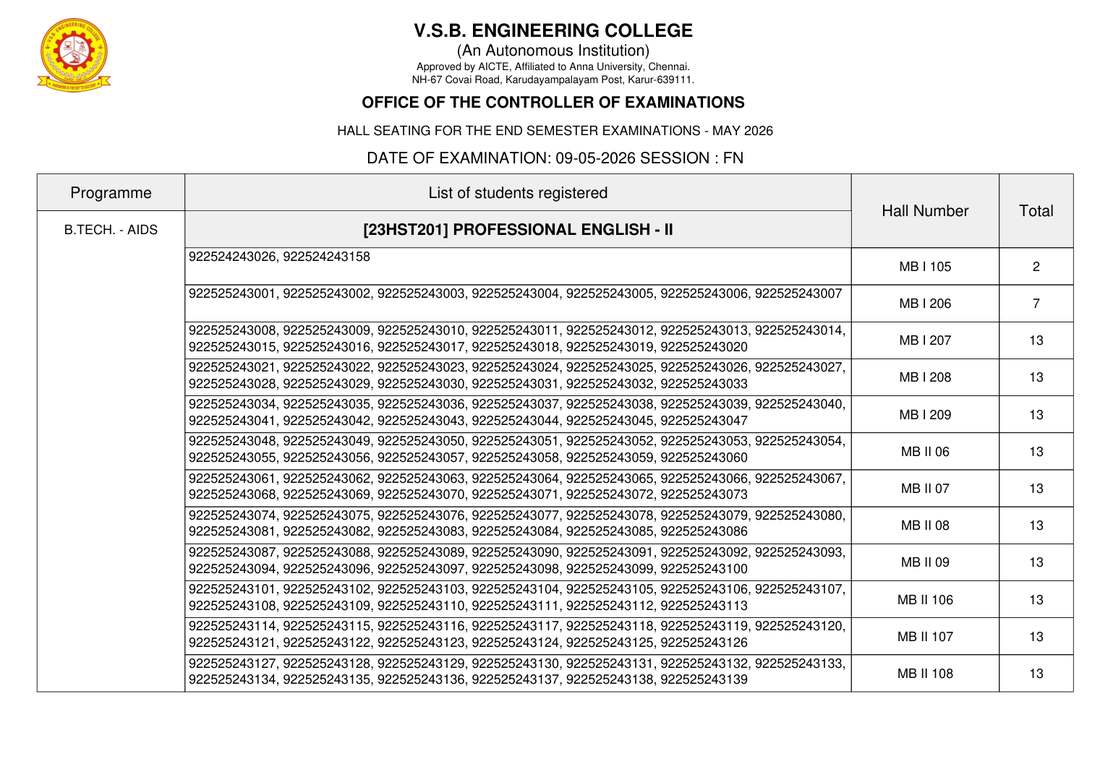 V.S.B. ENGINEERING COLLEGE
(An Autonomous Institution)
Approved by AICTE, Affiliated to Anna University, Chennai.
NH-67 Covai Road, Karudayampalayam Post, Karur-639111.
OFFICE OF THE CONTROLLER OF EXAMINATIONS
HALL SEATING FOR THE END SEMESTER EXAMINATIONS - MAY 2026
DATE OF EXAMINATION: 09-05-2026 SESSION : FN
Programme List of students registered Hall Number Total
B.TECH. - AIDS [23HST201] PROFESSIONAL ENGLISH - II
922524243026, 922524243158 MB I 105 2
922525243001, 922525243002, 922525243003, 922525243004, 922525243005, 922525243006, 922525243007 MB I 206 7
922525243008, 922525243009, 922525243010, 922525243011, 922525243012, 922525243013, 922525243014,
922525243015, 922525243016, 922525243017, 922525243018, 922525243019, 922525243020 MB I 207 13
922525243021, 922525243022, 922525243023, 922525243024, 922525243025, 922525243026, 922525243027,
922525243028, 922525243029, 922525243030, 922525243031, 922525243032, 922525243033 MB I 208 13
922525243034, 922525243035, 922525243036, 922525243037, 922525243038, 922525243039, 922525243040,
922525243041, 922525243042, 922525243043, 922525243044, 922525243045, 922525243047 MB I 209 13
922525243048, 922525243049, 922525243050, 922525243051, 922525243052, 922525243053, 922525243054,
922525243055, 922525243056, 922525243057, 922525243058, 922525243059, 922525243060 MB II 06 13
922525243061, 922525243062, 922525243063, 922525243064, 922525243065, 922525243066, 922525243067,
922525243068, 922525243069, 922525243070, 922525243071, 922525243072, 922525243073 MB II 07 13
922525243074, 922525243075, 922525243076, 922525243077, 922525243078, 922525243079, 922525243080,
922525243081, 922525243082, 922525243083, 922525243084, 922525243085, 922525243086 MB II 08 13
922525243087, 922525243088, 922525243089, 922525243090, 922525243091, 922525243092, 922525243093,
922525243094, 922525243096, 922525243097, 922525243098, 922525243099, 922525243100 MB II 09 13
922525243101, 922525243102, 922525243103, 922525243104, 922525243105, 922525243106, 922525243107,
922525243108, 922525243109, 922525243110, 922525243111, 922525243112, 922525243113 MB II 106 13
922525243114, 922525243115, 922525243116, 922525243117, 922525243118, 922525243119, 922525243120,
922525243121, 922525243122, 922525243123, 922525243124, 922525243125, 922525243126 MB II 107 13
922525243127, 922525243128, 922525243129, 922525243130, 922525243131, 922525243132, 922525243133,
922525243134, 922525243135, 922525243136, 922525243137, 922525243138, 922525243139 MB II 108 13